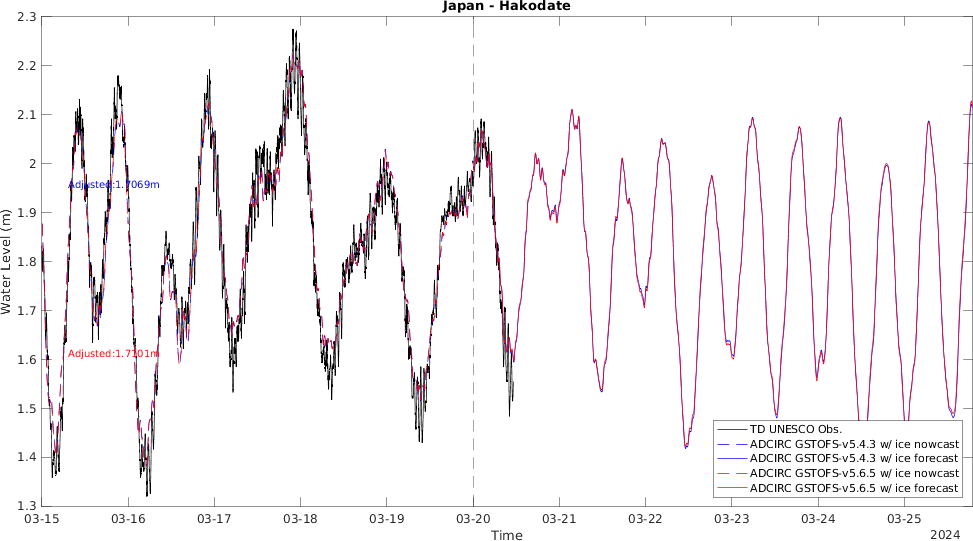 Japan - Hakodate
2.3
2.2
2.1
2
1.9
1.8
1.7
1.6
1.5
1.4
1.3
Water Level (m)
Adjusted:1.7069m
Adjusted:1.7101m
TD UNESCO Obs.
ADCIRC GSTOFS-v5.4.3 w/ ice nowcast
ADCIRC GSTOFS-v5.4.3 w/ ice forecast
ADCIRC GSTOFS-v5.6.5 w/ ice nowcast
ADCIRC GSTOFS-v5.6.5 w/ ice forecast
03-15 03-16 03-17 03-18 03-19 03-20 03-21 03-22 03-23 03-24 03-25
Time
2024